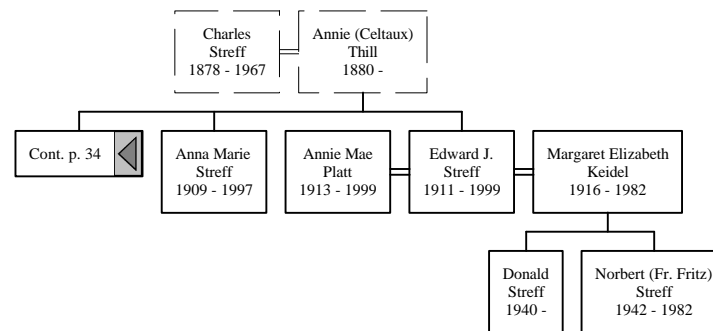 Charles
Streff
1878 - 1967
Annie (Celtaux)
Thill
1880 -
Cont. p. 34
Anna Marie
Streff
1909 - 1997
Annie Mae
Platt
1913 - 1999
Edward J.
Streff
1911 - 1999
Margaret Elizabeth
Keidel
1916 - 1982
Donald
Streff
1940 -
Norbert (Fr. Fritz)
Streff
1942 - 1982